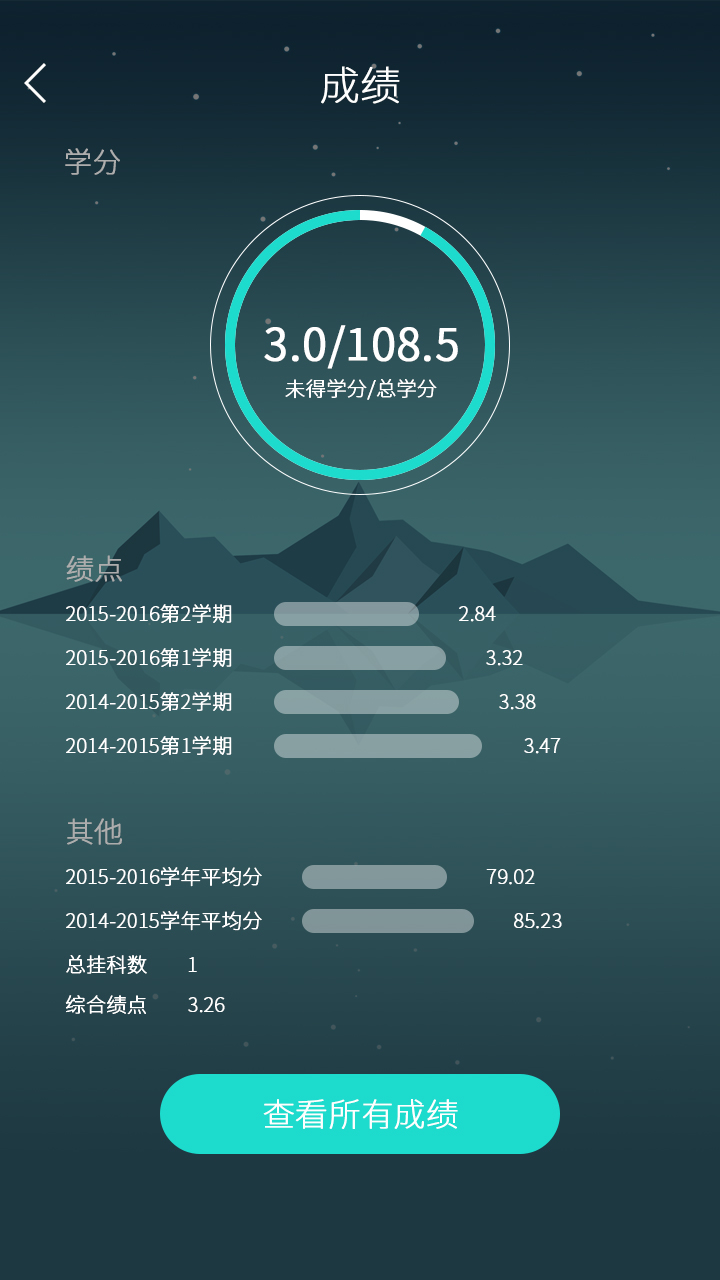 成绩
学分
3.0/108.5
未得学分/总学分
绩点
2015-2016第2学期 2.84
2015-2016第1学期 3.32
2014-2015第2学期 3.38
2014-2015第1学期 3.47
其他
2015-2016学年平均分 79.02
2014-2015学年平均分 85.23
总挂科数 1
综合绩点 3.26
查看所有成绩